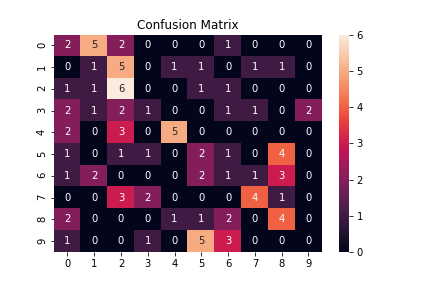 Confusion Matrix
0 2 5 2 0 0 0 1 0 0 0 6
1 0 1 5 0 1 1 0 1 1 0 5
2 1 1 6 0 0 1 1 0 0 0
3 2 1 2 1 0 0 1 1 0 2 4
4 2 0 3 0 5 0 0 0 0 0
5 1 0 1 1 0 2 1 0 4 0 3
6 1 2 0 0 0 2 1 1 3 0 2
7 0 0 3 2 0 0 0 4 1 0
8 2 0 0 0 1 1 2 0 4 0 1
9 1 0 0 1 0 5 3 0 0 0 0
0 1 2 3 4 5 6 7 8 9